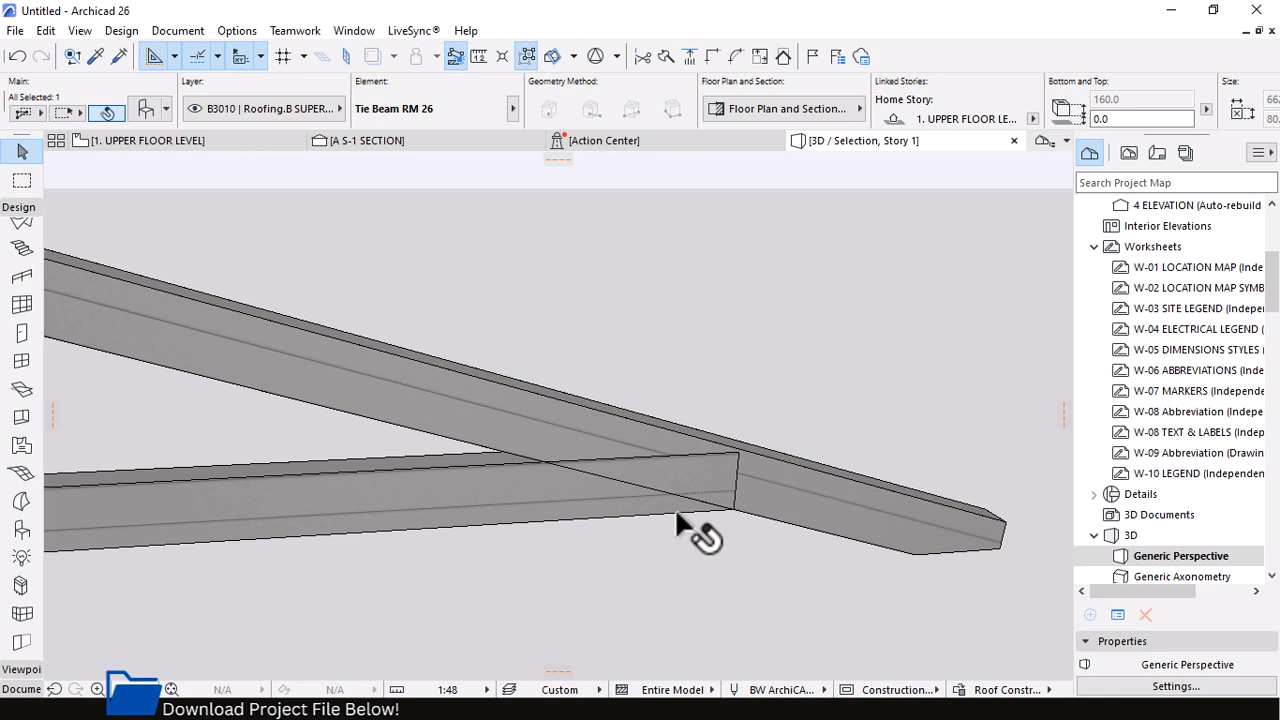 Untitled - Archicad 26
File Edit View Design Document Options Teamwork Window LiveSync® Help
Main:
All Selected: 1
Layer:
B3010 | Roofing.B SUPER...
Element:
Tie Beam RM 26
Geometry Method:
Floor Plan and Section:
Floor Plan and Section...
Linked Stories:
Home Story:
1. UPPER FLOOR LE...
Bottom and Top:
160.0
0.0
Size:
662
80.
[1. UPPER FLOOR LEVEL]
[A S-1 SECTION]
[Action Center]
[3D / Selection, Story 1]
Design
Viewpoi
Docume
Search Project Map
4 ELEVATION (Auto-rebuild
Interior Elevations
Worksheets
W-01 LOCATION MAP (Inde
W-02 LOCATION MAP SYMB
W-03 SITE LEGEND (Indepen
W-04 ELECTRICAL LEGEND (
W-05 DIMENSIONS STYLES (
W-06 ABBREVIATIONS (Inde
W-07 MARKERS (Independen
W-08 Abbreviation (Indepe
W-08 TEXT & LABELS (Indep
W-09 Abbreviation (Drawin
W-10 LEGEND (Independen
Details
3D Documents
3D
Generic Perspective
Generic Axonometry
Properties
Generic Perspective
Settings...
N/A
N/A
1:48
Custom
Entire Model
BW ArchiCA...
Construction...
Roof Constr...
Download Project File Below!